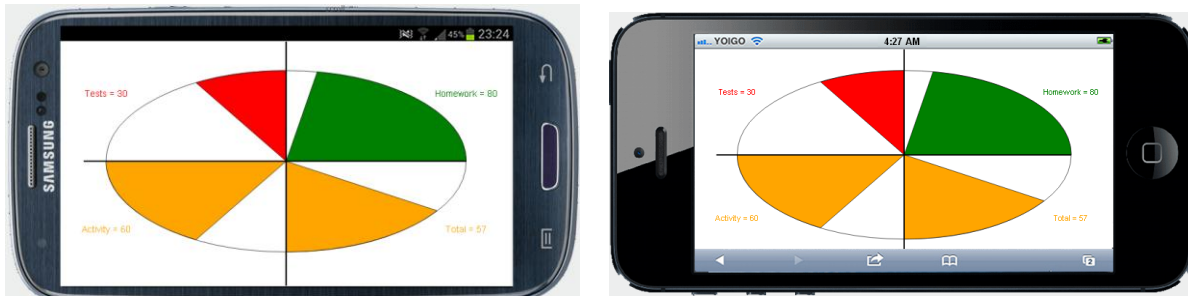 45% 23:24
Tests = 30
Homework = 80
Activity = 60
Total = 57
SAMSUNG
YOIGO 4:27 AM
Tests = 30
Homework = 80
Activity = 60
Total = 57
2